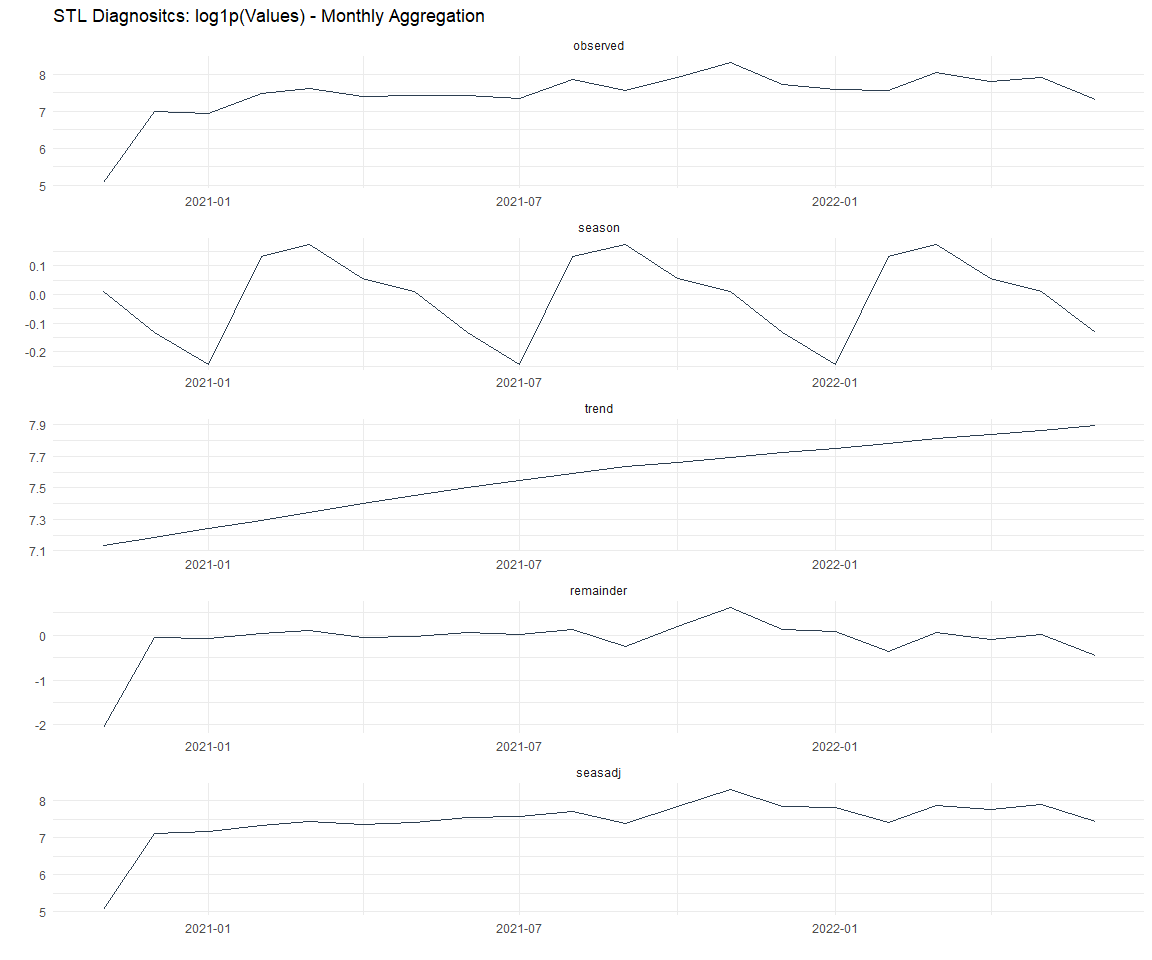 STL Diagnositcs: log1p(Values) - Monthly Aggregation
observed
8
7
6
5
2021-01 2021-07 2022-01
season
0.1
0.0
-0.1
-0.2
2021-01 2021-07 2022-01
trend
7.9
7.7
7.5
7.3
7.1
2021-01 2021-07 2022-01
remainder
0
-1
-2
2021-01 2021-07 2022-01
seasadj
8
7
6
5
2021-01 2021-07 2022-01